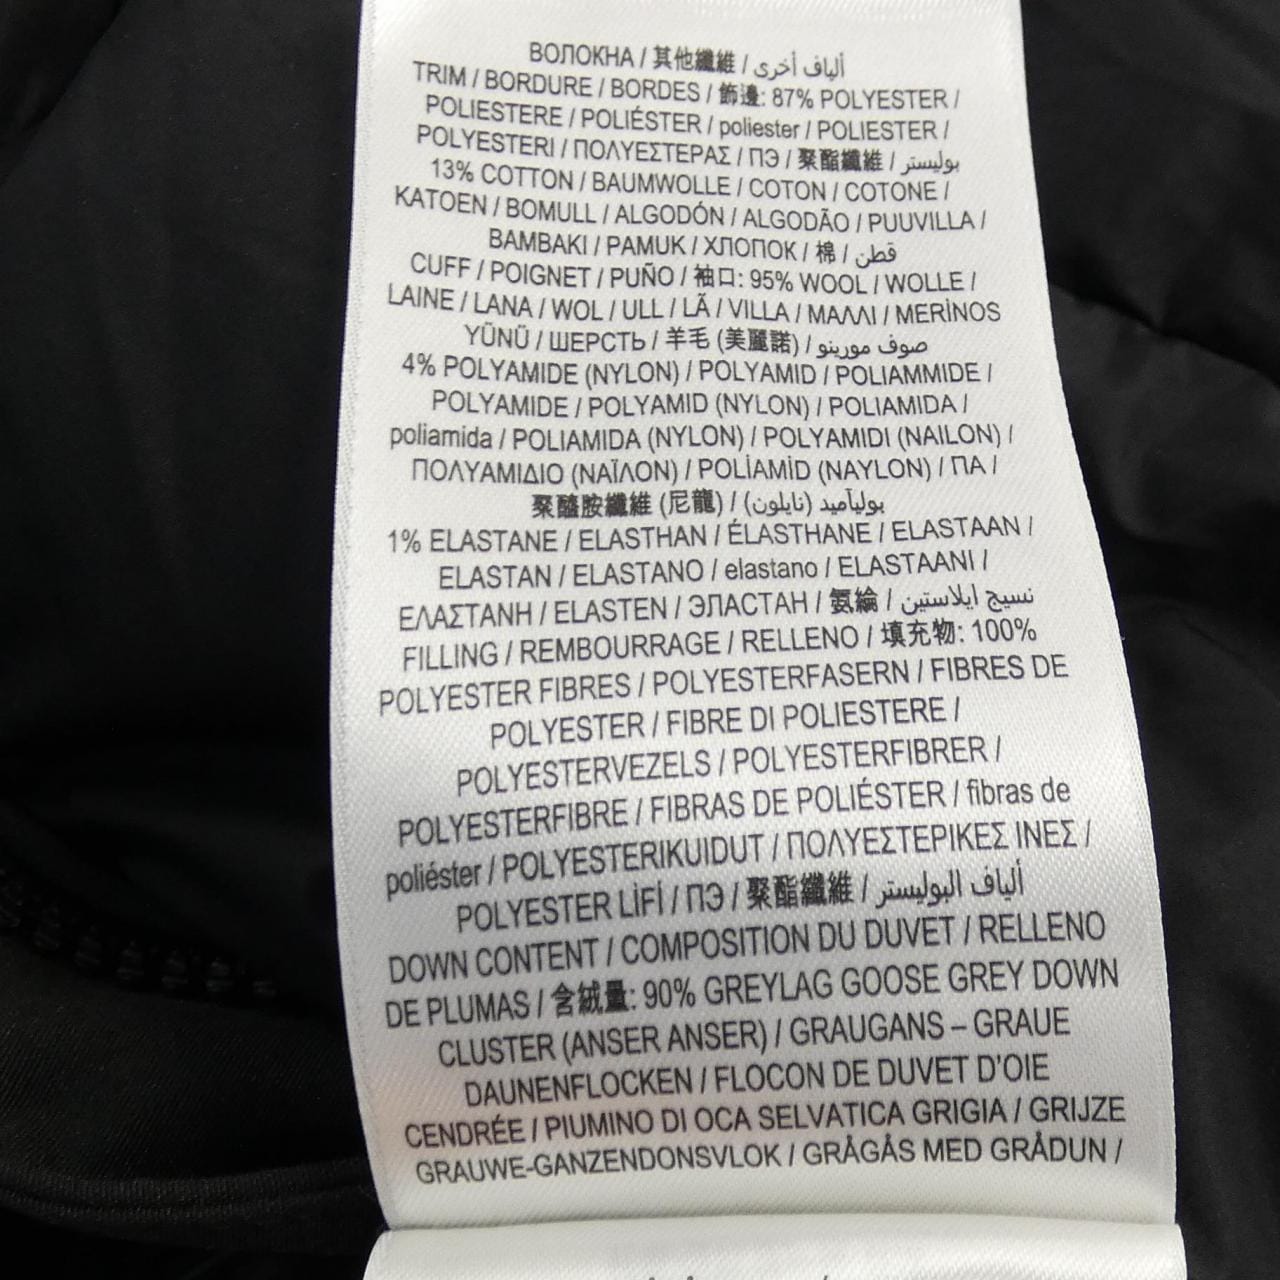 ВОЛОКНА / 其他纖維 / ألياف أخرى
TRIM / BORDURE / BORDES / 飾邊: 87% POLYESTER /
POLIESTERE / POLIÉSTER / poliester / POLIESTER /
POLYESTERI / ΠΟΛΥΕΣΤΕΡΑΣ / ПЭ / 聚酯纖維 / بوليستر
13% COTTON / BAUMWOLLE / COTON / COTONE /
KATOEN / BOMULL / ALGODÓN / ALGODÃO / PUUVILLA /
BAMBAKI / PAMUK / ХЛОПОК / 棉 / قطن
CUFF / POIGNET / PUÑO / 袖口: 95% WOOL / WOLLE /
LAINE / LANA / WOL / ULL / LÃ / VILLA / ΜΑΛΛΙ / MERİNOS
YÜNÜ / ШЕРСТЬ / 羊毛 (美麗諾) / صوف مورينو
4% POLYAMIDE (NYLON) / POLYAMID / POLIAMMIDE /
POLYAMIDE / POLYAMID (NYLON) / POLIAMIDA /
poliamida / POLIAMIDA (NYLON) / POLYAMIDI (NAILON) /
ΠΟΛΥΑΜΙΔΙΟ (ΝΑΪΛΟΝ) / POLİAMİD (NAYLON) / ПА /
聚醯胺纖維 (尼龍) / بوليآميد (نايلون)
1% ELASTANE / ELASTHAN / ÉLASTHANE / ELASTAAN /
ELASTAN / ELASTANO / elastano / ELASTAANI /
ΕΛΑΣΤΑΝΗ / ELASTEN / ЭЛАСТАН / 氨綸 / نسيج ايلاستين
FILLING / REMBOURRAGE / RELLENO / 填充物: 100%
POLYESTER FIBRES / POLYESTERFASERN / FIBRES DE
POLYESTER / FIBRE DI POLIESTERE /
POLYESTERVEZELS / POLYESTERFIBRER /
POLYESTERFIBRE / FIBRAS DE POLIÉSTER / fibras de
poliéster / POLYESTERIKUIDUT / ΠΟΛΥΕΣΤΕΡΙΚΕΣ ΙΝΕΣ /
POLYESTER LİFİ / ПЭ / 聚酯纖維 / ألياف البوليستر
DOWN CONTENT / COMPOSITION DU DUVET / RELLENO
DE PLUMAS / 含絨量: 90% GREYLAG GOOSE GREY DOWN
CLUSTER (ANSER ANSER) / GRAUGANS – GRAUE
DAUNENFLOCKEN / FLOCON DE DUVET D'OIE
CENDRÉE / PIUMINO DI OCA SELVATICA GRIGIA / GRIJZE
GRAUWE-GANZENDONSVLOK / GRÅGÅS MED GRÅDUN /